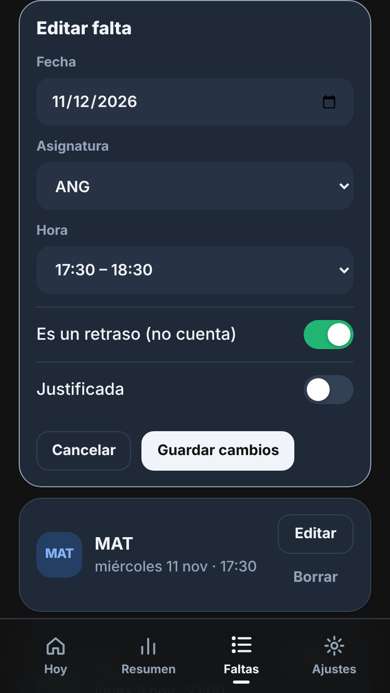 Editar falta
Fecha
11/12/2026
Asignatura
ANG
Hora
17:30 – 18:30
Es un retraso (no cuenta)
Justificada
Cancelar
Guardar cambios
MAT
MAT
miércoles 11 nov · 17:30
Editar
Borrar
Hoy
Resumen
Faltas
Ajustes